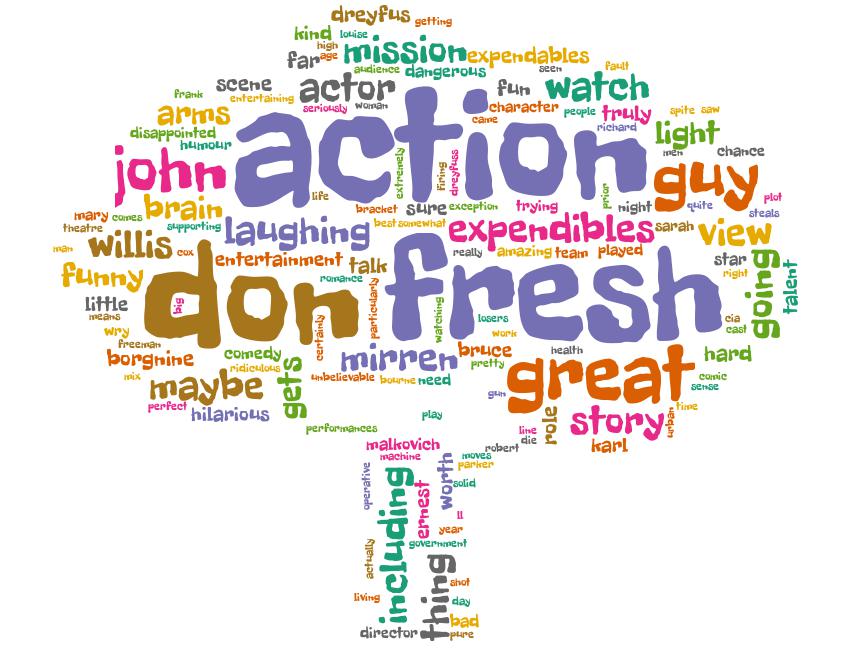 dreyfus getting
kind louise
high
far age mission expendables
audience dangerous seen fault
scene actor fun watch
frank entertaining
seriously woman character
arms came people truly spite saw
disappointed action richard light
humour men chance
john extremely firing dreyfuss guy
life prior plot
brain bracket sure exception trying night quite steals
mary comes
theatre supporting laughing best somewhat expendibles sarah view
man willis cox really amazing team played
entertainment talk star
funny don romance fresh right going talent
little big particularly watching losers cia
means certainly work cast
wry
freeman
borgnine comedy mirren bruce health great hard
ridiculous pretty
mix maybe gets unbelievable bourne need comic
sense
gun
perfect hilarious play role story urban time
performances line
die karl
malkovich robert
machine moves
operative including ernest worth parker
solid
ll
year
actually government
thing shot
living day
bad
director pure